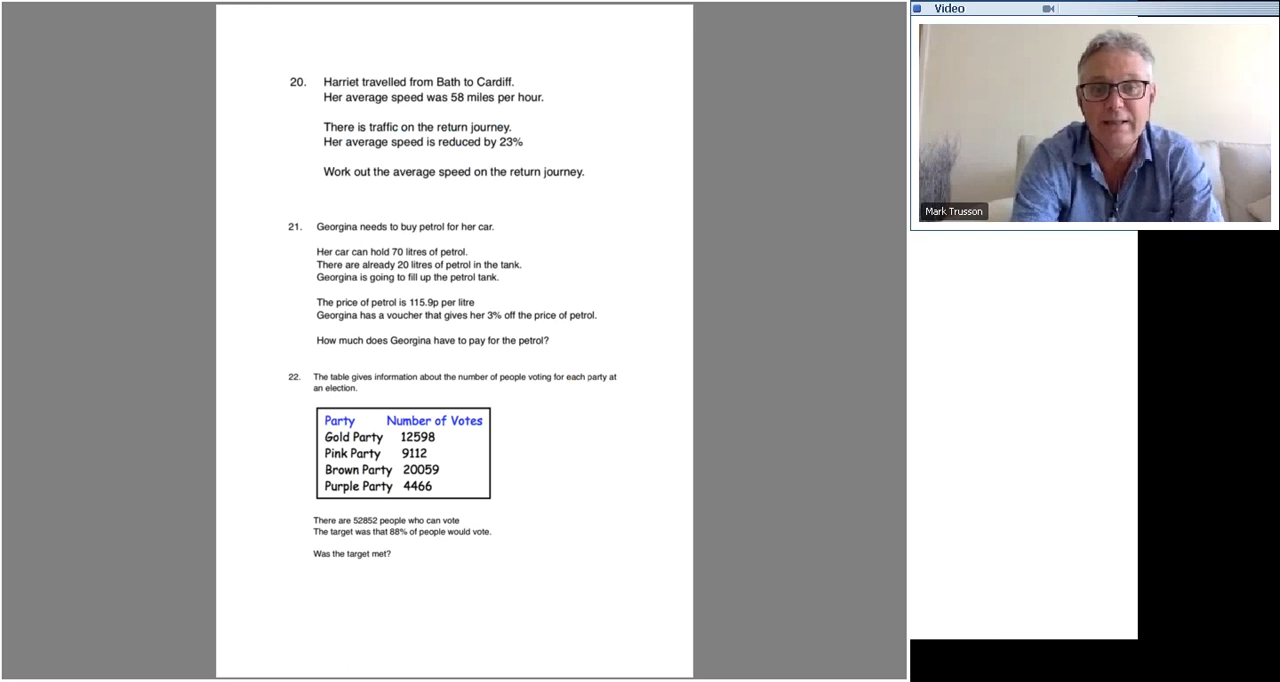 Video
20. Harriet travelled from Bath to Cardiff.
Her average speed was 58 miles per hour.
There is traffic on the return journey.
Her average speed is reduced by 23%
Work out the average speed on the return journey.
21. Georgina needs to buy petrol for her car.
Her car can hold 70 litres of petrol.
There are already 20 litres of petrol in the tank.
Georgina is going to fill up the petrol tank.
The price of petrol is 115.9p per litre
Georgina has a voucher that gives her 3% off the price of petrol.
How much does Georgina have to pay for the petrol?
22. The table gives information about the number of people voting for each party at
an election.
Party Number of Votes
Gold Party 12598
Pink Party 9112
Brown Party 20059
Purple Party 4466
There are 52852 people who can vote
The target was that 88% of people would vote.
Was the target met?
Mark Trusson